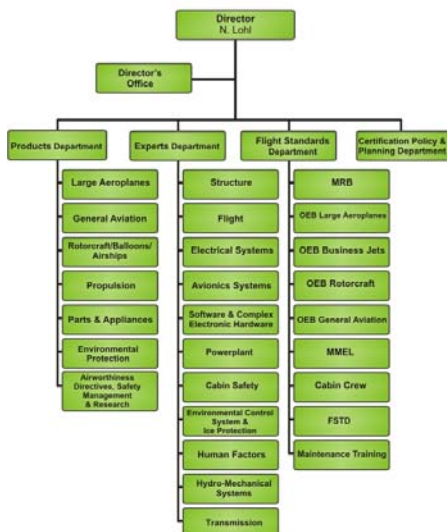 Director
N. Lohl
Director's
Office
Products Department
Experts Department
Flight Standards
Department
Certification Policy &
Planning Department
Large Aeroplanes
General Aviation
Rotorcraft/Balloons/
Airships
Propulsion
Parts & Appliances
Environmental
Protection
Airworthiness
Directives, Safety
Management
& Research
Structure
Flight
Electrical Systems
Avionics Systems
Software & Complex
Electronic Hardware
Powerplant
Cabin Safety
Environmental Control
System &
Ice Protection
Human Factors
Hydro-Mechanical
Systems
Transmission
MRB
OEB Large Aeroplanes
OEB Business Jets
OEB Rotorcraft
OEB General Aviation
MMEL
Cabin Crew
FSTD
Maintenance Training